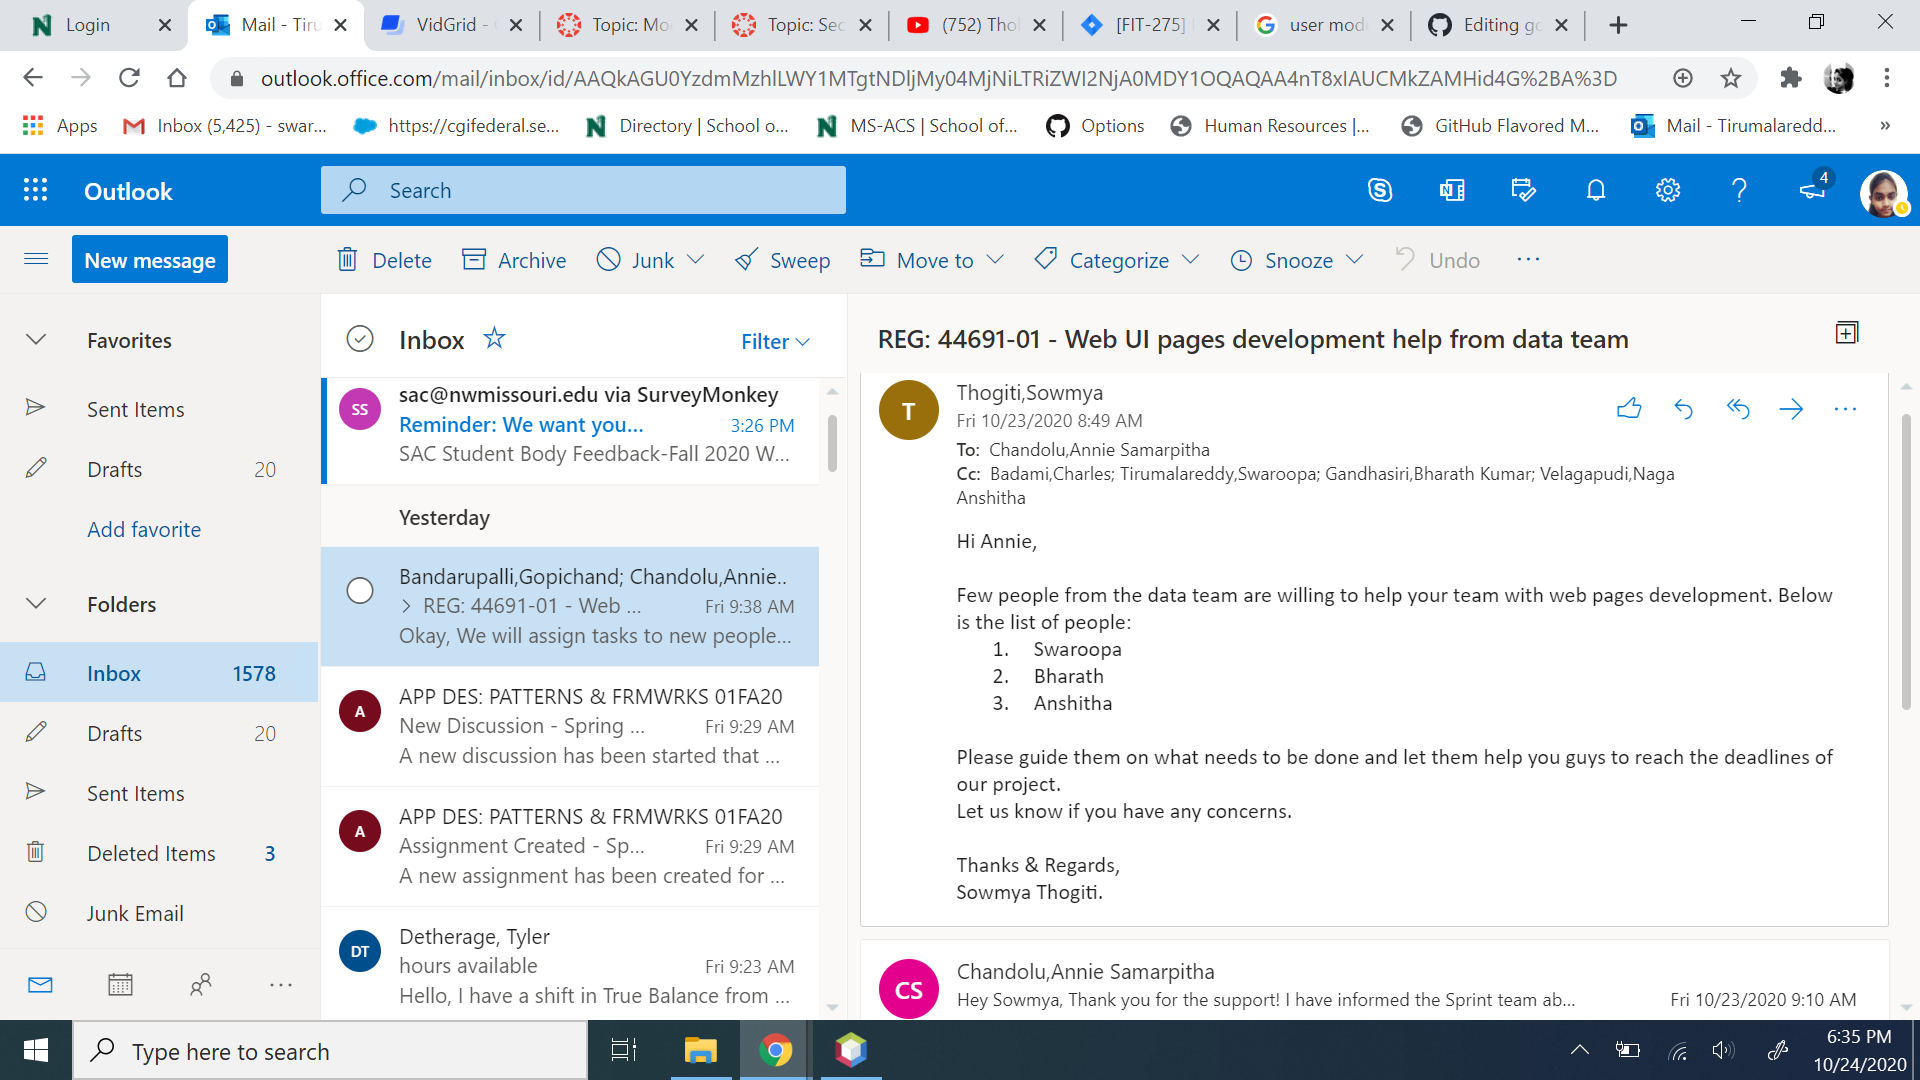 Login
Mail - Tiru
VidGrid -
Topic: Mo
Topic: Sec
(752) Tho
[FIT-275]
user mod
Editing go
outlook.office.com/mail/inbox/id/AAQkAGU0YzdmMzhlLWY1MTgtNDljMy04MjNiLTRiZWI2NjA0MDY1OQAQAA4nT8xIAUCMkZAMHid4G%2BA%3D
Apps
Inbox (5,425) - swar...
https://cgifederal.se...
Directory | School o...
MS-ACS | School of...
Options
Human Resources |...
GitHub Flavored M...
Mail - Tirumalaredd...
»
Outlook
Search
4
New message
Delete
Archive
Junk
Sweep
Move to
Categorize
Snooze
Undo
Favorites
Sent Items
Drafts 20
Add favorite
Folders
Inbox 1578
Drafts 20
Sent Items
Deleted Items 3
Junk Email
Inbox
Filter
SS
sac@nwmissouri.edu via SurveyMonkey
Reminder: We want you... 3:26 PM
SAC Student Body Feedback-Fall 2020 W...
Yesterday
Bandarupalli,Gopichand; Chandolu,Annie..
> REG: 44691-01 - Web ... Fri 9:38 AM
Okay, We will assign tasks to new people...
A
APP DES: PATTERNS & FRMWRKS 01FA20
New Discussion - Spring ... Fri 9:29 AM
A new discussion has been started that ...
A
APP DES: PATTERNS & FRMWRKS 01FA20
Assignment Created - Sp... Fri 9:29 AM
A new assignment has been created for ...
DT
Detherage, Tyler
hours available Fri 9:23 AM
Hello, I have a shift in True Balance from ...
REG: 44691-01 - Web UI pages development help from data team
T
Thogiti,Sowmya
Fri 10/23/2020 8:49 AM
To: Chandolu,Annie Samarpitha
Cc: Badami,Charles; Tirumalareddy,Swaroopa; Gandhasiri,Bharath Kumar; Velagapudi,Naga
Anshitha
Hi Annie,
Few people from the data team are willing to help your team with web pages development. Below
is the list of people:
1. Swaroopa
2. Bharath
3. Anshitha
Please guide them on what needs to be done and let them help you guys to reach the deadlines of
our project.
Let us know if you have any concerns.
Thanks & Regards,
Sowmya Thogiti.
CS
Chandolu,Annie Samarpitha
Hey Sowmya, Thank you for the support! I have informed the Sprint team ab... Fri 10/23/2020 9:10 AM
Type here to search
6:35 PM
10/24/2020